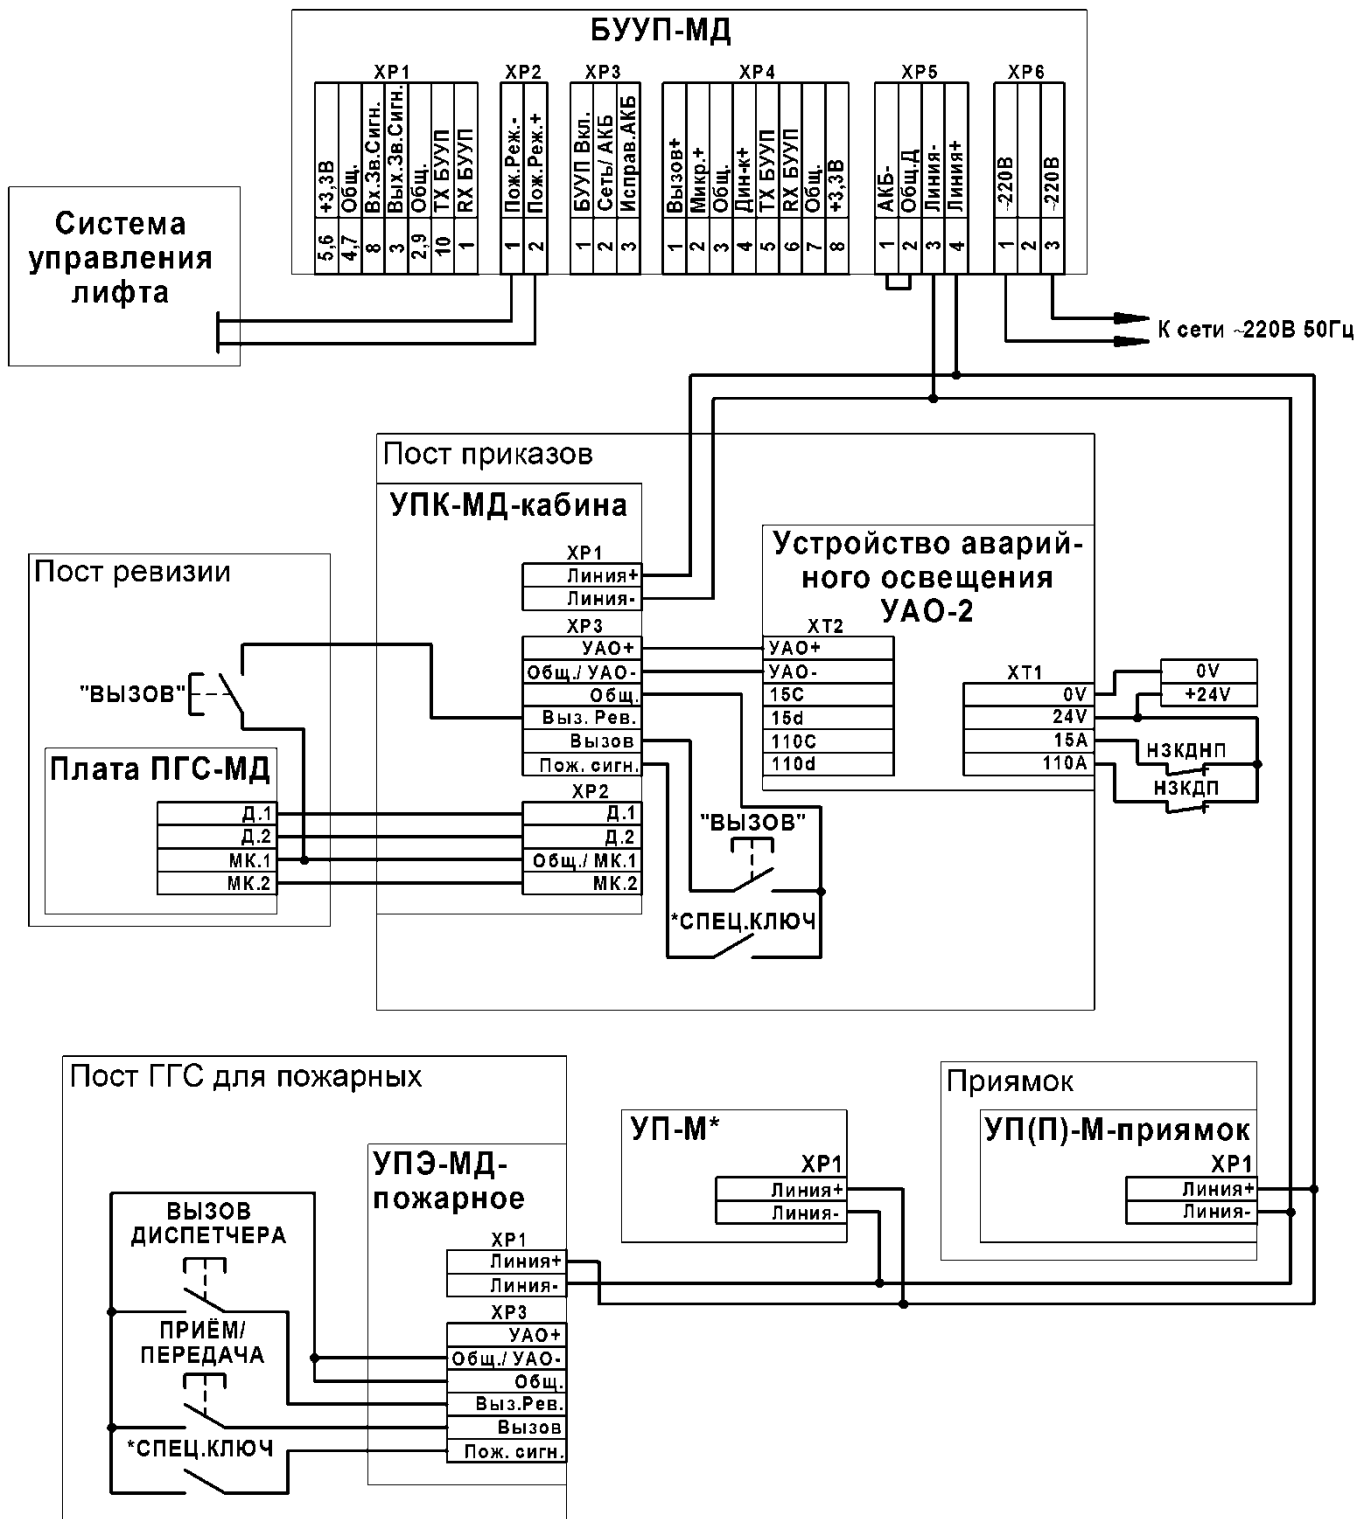 БУУП-МД
XP1
XP2
XP3
XP4
XP5
XP6
+3,3В
Общ.
Вх.Зв.Сигн.
Вых.Зв.Сигн.
Общ.
TX БУУП
RX БУУП
5,6
4,7
8
3
2,9
10
1
Пож.Реж.-
Пож.Реж.+
1
2
БУУП Вкл.
Сеть/ АКБ
Исправ.АКБ
1
2
3
Вызов+
Микр.+
Общ.
Дин-к+
TX БУУП
RX БУУП
Общ.
+3,3В
1
2
3
4
5
6
7
8
АКБ-
Общ.Д
Линия-
Линия+
1
2
3
4
~220В
~220В
1
2
3
Система
управления
лифта
К сети ~220В 50Гц
Пост приказов
УПК-МД-кабина
XP1
Линия+
Линия-
XP3
УАО+
Общ./ УАО-
Общ.
Выз. Рев.
Вызов
Пож. сигн.
XP2
Д.1
Д.2
Общ./ МК.1
МК.2
Устройство аварий-
ного освещения
УАО-2
XT2
УАО+
УАО-
15C
15d
110C
110d
XT1
0V
24V
15A
110A
0V
+24V
НЗКДНП
НЗКДП
"ВЫЗОВ"
*СПЕЦ.КЛЮЧ
Пост ревизии
"ВЫЗОВ"
Плата ПГС-МД
Д.1
Д.2
МК.1
МК.2
Пост ГГС для пожарных
УПЭ-МД-
пожарное
XP1
Линия+
Линия-
XP3
УАО+
Общ./ УАО-
Общ.
Выз.Рев.
Вызов
Пож. сигн.
ВЫЗОВ
ДИСПЕТЧЕРА
ПРИЁМ/
ПЕРЕДАЧА
*СПЕЦ.КЛЮЧ
УП-М*
XP1
Линия+
Линия-
Приямок
УП(П)-М-приямок
XP1
Линия+
Линия-